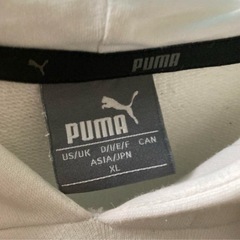 PUMA
PUMA
US/UK D/I/E/F CAN
ASIA/JPN
XL